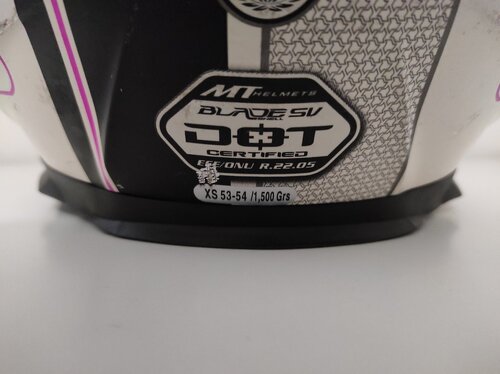 MT HELMETS
BLADE SV
DOT
CERTIFIED
ECE/ONU R.22.05
XS 53-54 /1,500 Grs